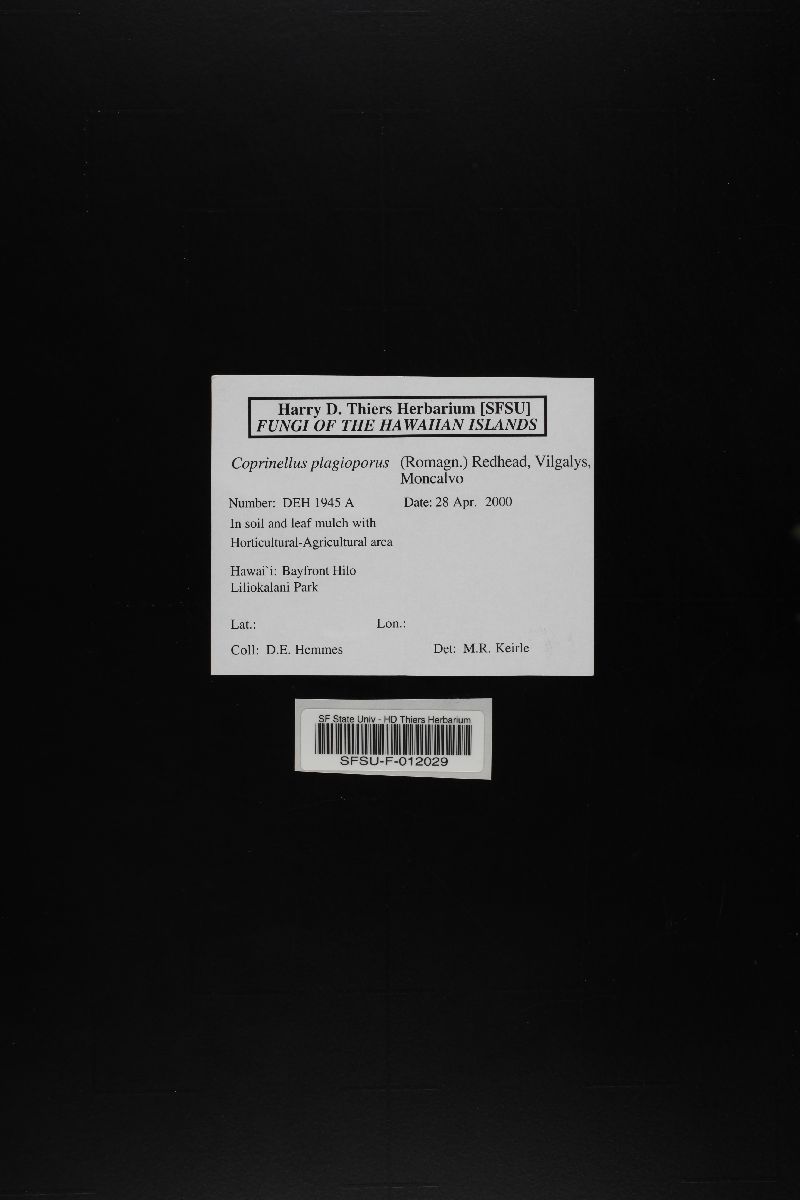 Harry D. Thiers Herbarium [SFSU]
FUNGI OF THE HAWAIIAN ISLANDS
Coprinellus plagioporus (Romagn.) Redhead, Vilgalys,
Moncalvo
Number: DEH 1945 A Date: 28 Apr. 2000
In soil and leaf mulch with
Horticultural-Agricultural area
Hawai`i: Bayfront Hilo
Liliokalani Park
Lat.: Lon.:
Coll: D.E. Hemmes Det: M.R. Keirle
SF State Univ - HD Thiers Herbarium
SFSU-F-012029